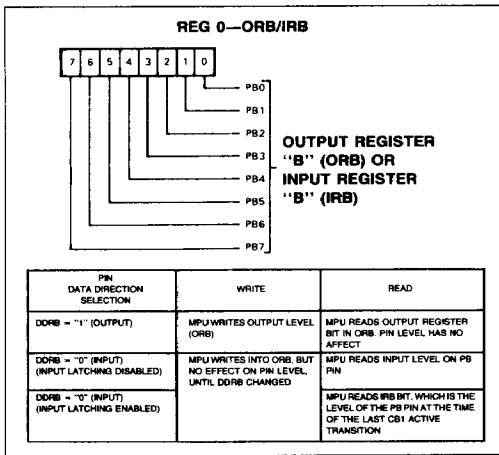 REG 0—ORB/IRB
7 6 5 4 3 2 1 0
PB0
PB1
PB2
PB3
PB4
PB5
PB6
PB7
OUTPUT REGISTER
"B" (ORB) OR
INPUT REGISTER
"B" (IRB)
PIN
DATA DIRECTION
SELECTION
WRITE
READ
DDRB = "1" (OUTPUT)
MPU WRITES OUTPUT LEVEL
(ORB)
MPU READS OUTPUT REGISTER
BIT IN ORB. PIN LEVEL HAS NO
AFFECT
DDRB = "0" (INPUT)
(INPUT LATCHING DISABLED)
MPU WRITES INTO ORB, BUT
NO EFFECT ON PIN LEVEL,
UNTIL DDRB CHANGED
MPU READS INPUT LEVEL ON PB
PIN
DDRB = "0" (INPUT)
(INPUT LATCHING ENABLED)
MPU READS IRB BIT, WHICH IS THE
LEVEL OF THE PB PIN AT THE TIME
OF THE LAST CB1 ACTIVE
TRANSITION